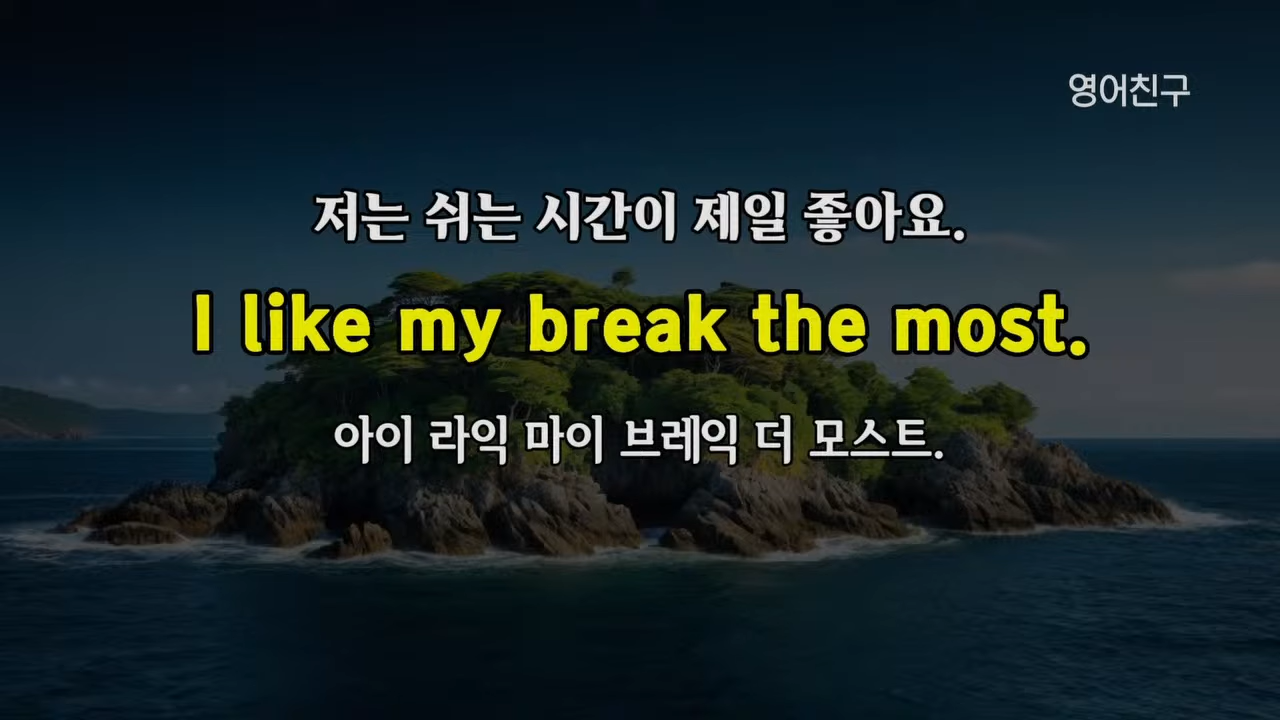 영어친구
저는 쉬는 시간이 제일 좋아요.
I like my break the most.
아이 라익 마이 브레익 더 모스트.